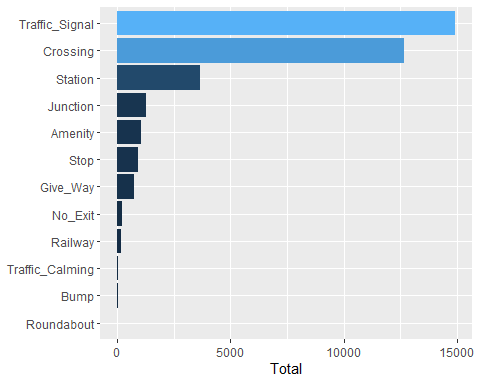 Traffic_Signal
Crossing
Station
Junction
Amenity
Stop
Give_Way
No_Exit
Railway
Traffic_Calming
Bump
Roundabout
0 5000 10000 15000
Total